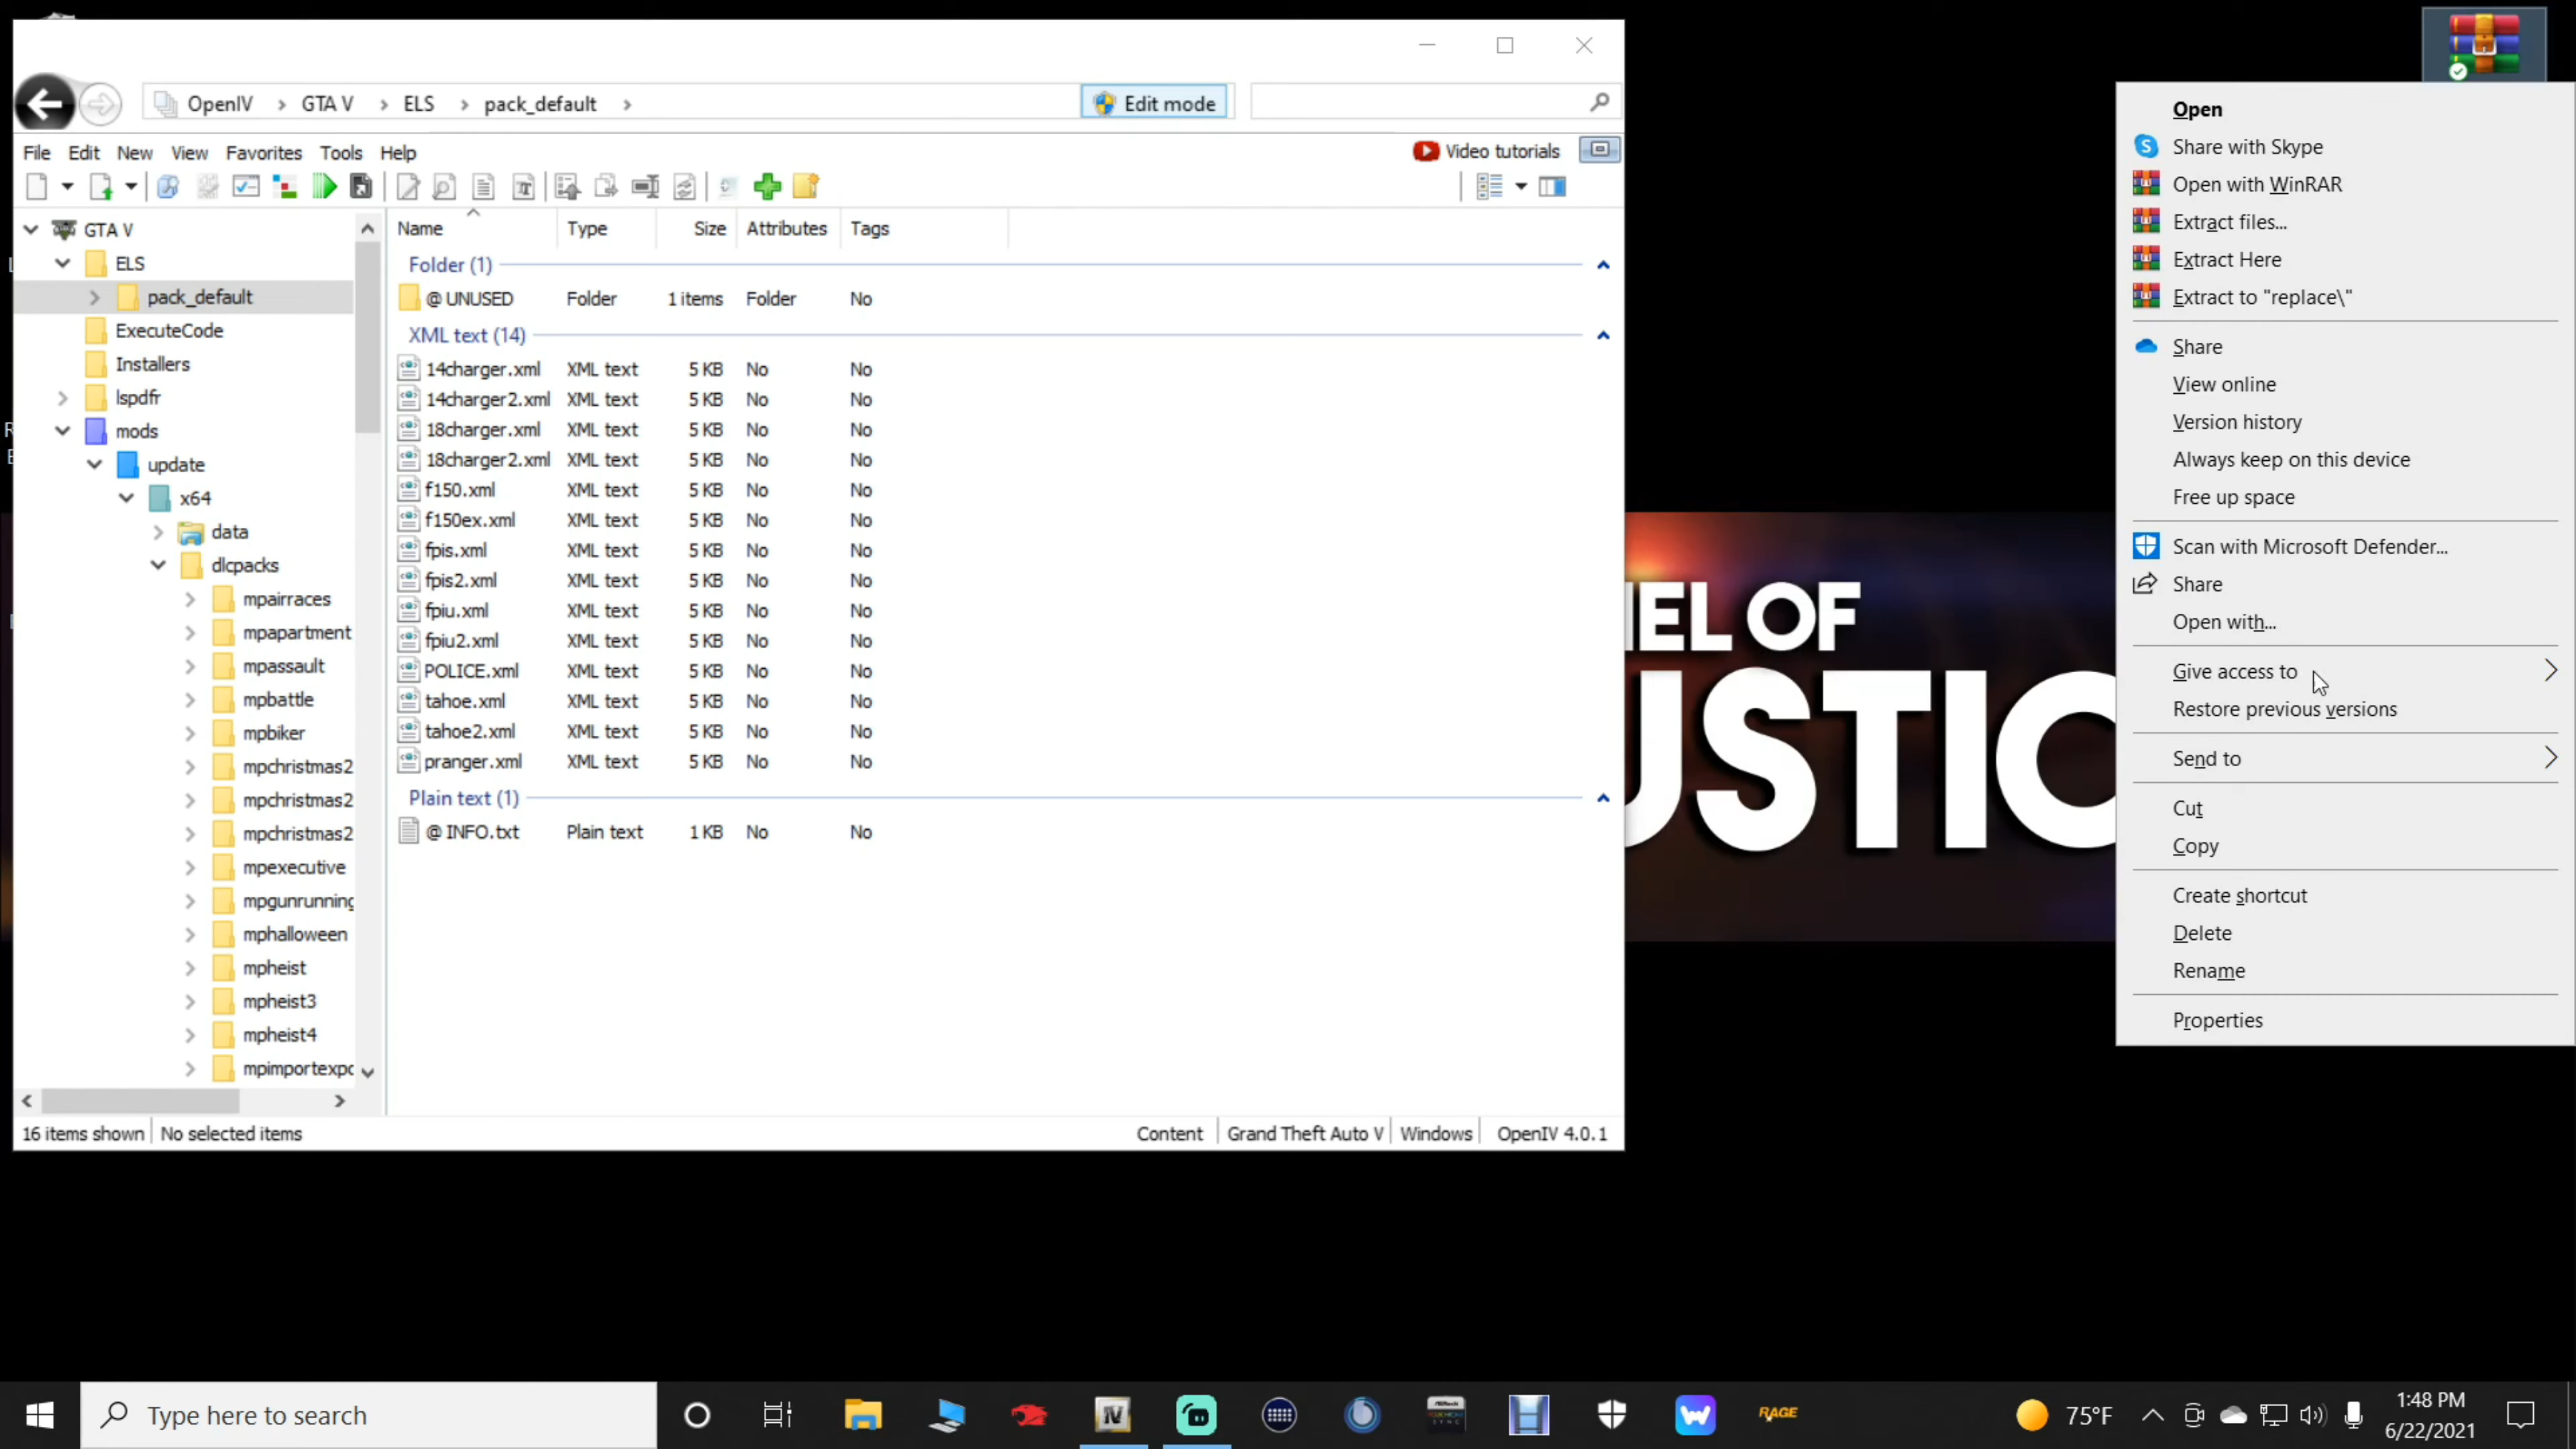 OpenIV
GTA V
ELS
pack_default
Edit mode
File
Edit
New
View
Favorites
Tools
Help
Video tutorials
GTA V
ELS
pack_default
ExecuteCode
Installers
lspdfr
mods
update
x64
data
dlcpacks
mpairraces
mpapartment
mpassault
mpbattle
mpbiker
mpchristmas2
mpchristmas2
mpchristmas2
mpexecutive
mpgunrunning
mphalloween
mpheist
mpheist3
mpheist4
mpimportexpo
Name Type Size Attributes Tags
Folder (1)
@ UNUSED Folder 1 items Folder No
XML text (14)
14charger.xml XML text 5 KB No No
14charger2.xml XML text 5 KB No No
18charger.xml XML text 5 KB No No
18charger2.xml XML text 5 KB No No
f150.xml XML text 5 KB No No
f150ex.xml XML text 5 KB No No
fpis.xml XML text 5 KB No No
fpis2.xml XML text 5 KB No No
fpiu.xml XML text 5 KB No No
fpiu2.xml XML text 5 KB No No
POLICE.xml XML text 5 KB No No
tahoe.xml XML text 5 KB No No
tahoe2.xml XML text 5 KB No No
pranger.xml XML text 5 KB No No
Plain text (1)
@ INFO.txt Plain text 1 KB No No
16 items shown No selected items Content Grand Theft Auto V Windows OpenIV 4.0.1
NEL OF
USTIC
Open
Share with Skype
Open with WinRAR
Extract files...
Extract Here
Extract to "replace\"
Share
View online
Version history
Always keep on this device
Free up space
Scan with Microsoft Defender...
Share
Open with...
Give access to
Restore previous versions
Send to
Cut
Copy
Create shortcut
Delete
Rename
Properties
Type here to search
IV
RAGE
75°F
1:48 PM
6/22/2021